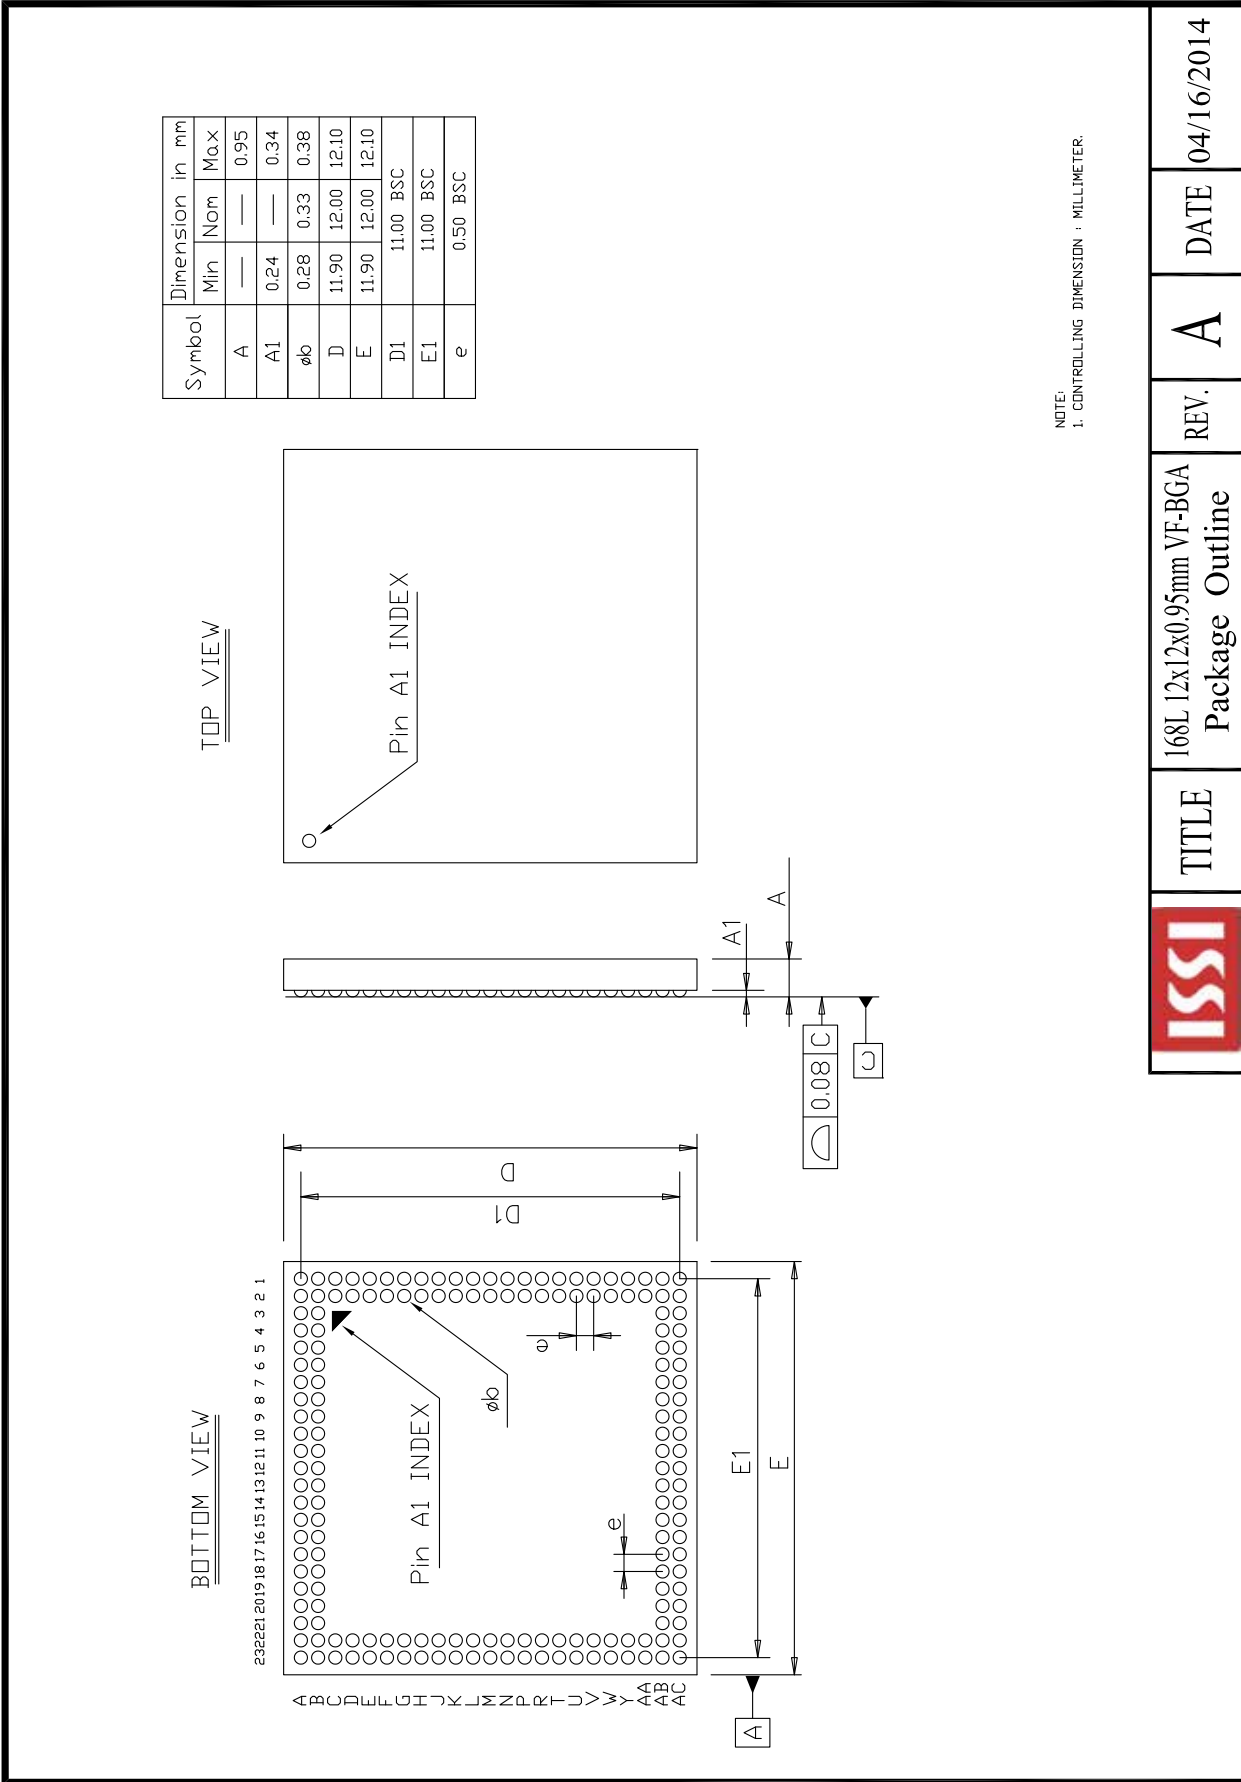 BOTTOM VIEW
23 22 21 20 19 18 17 16 15 14 13 12 11 10 9 8 7 6 5 4 3 2 1
A
B
C
D
E
F
G
H
J
K
L
M
N
P
R
T
U
V
W
Y
AA
AB
AC
Pin A1 INDEX
øb
e
e
D1
D
E1
E
A
A1
A
0.08 C
C
TOP VIEW
Pin A1 INDEX
Symbol Dimension in mm
Min Nom Max
A — — 0.95
A1 0.24 — 0.34
øb 0.28 0.33 0.38
D 11.90 12.00 12.10
E 11.90 12.00 12.10
D1 11.00 BSC
E1 11.00 BSC
e 0.50 BSC
NOTE:
1. CONTROLLING DIMENSION : MILLIMETER.
ISSI
TITLE
168L 12x12x0.95mm VF-BGA
Package Outline
REV.
A
DATE
04/16/2014